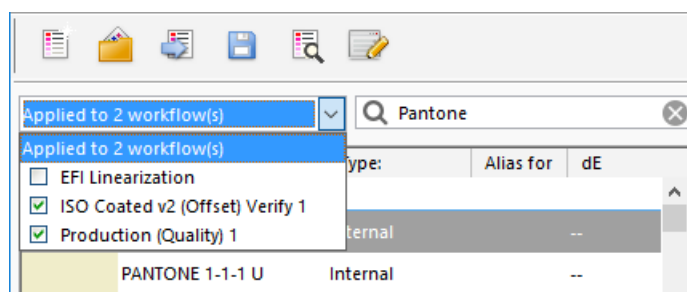 Applied to 2 workflow(s)
Pantone
Applied to 2 workflow(s)
EFI Linearization
ISO Coated v2 (Offset) Verify 1
Production (Quality) 1
ype:
Alias for
dE
ternal
--
PANTONE 1-1-1 U
Internal
--